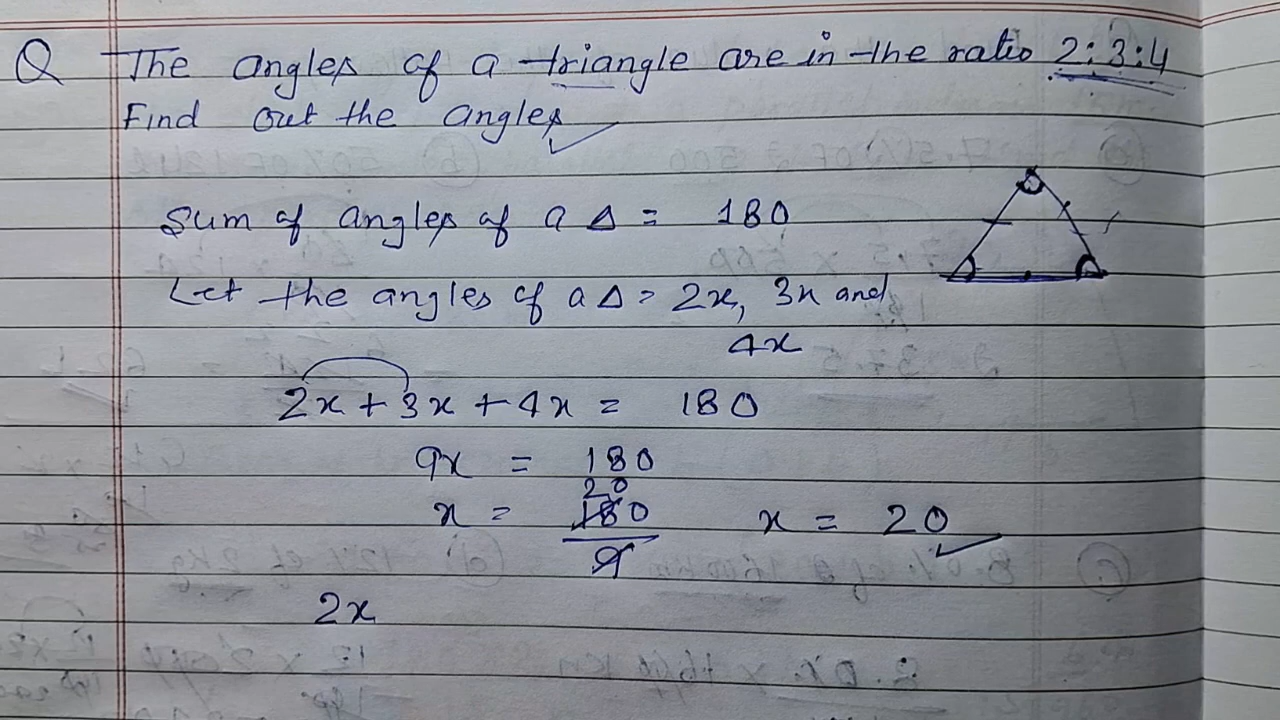 Q The angles of a triangle are in the ratio 2:3:4
Find out the angles
Sum of angles of a Δ = 180
Let the angles of a Δ = 2x, 3x and
4x
2x + 3x + 4x = 180
9x = 180
20
x = 180 x = 20
9
2x